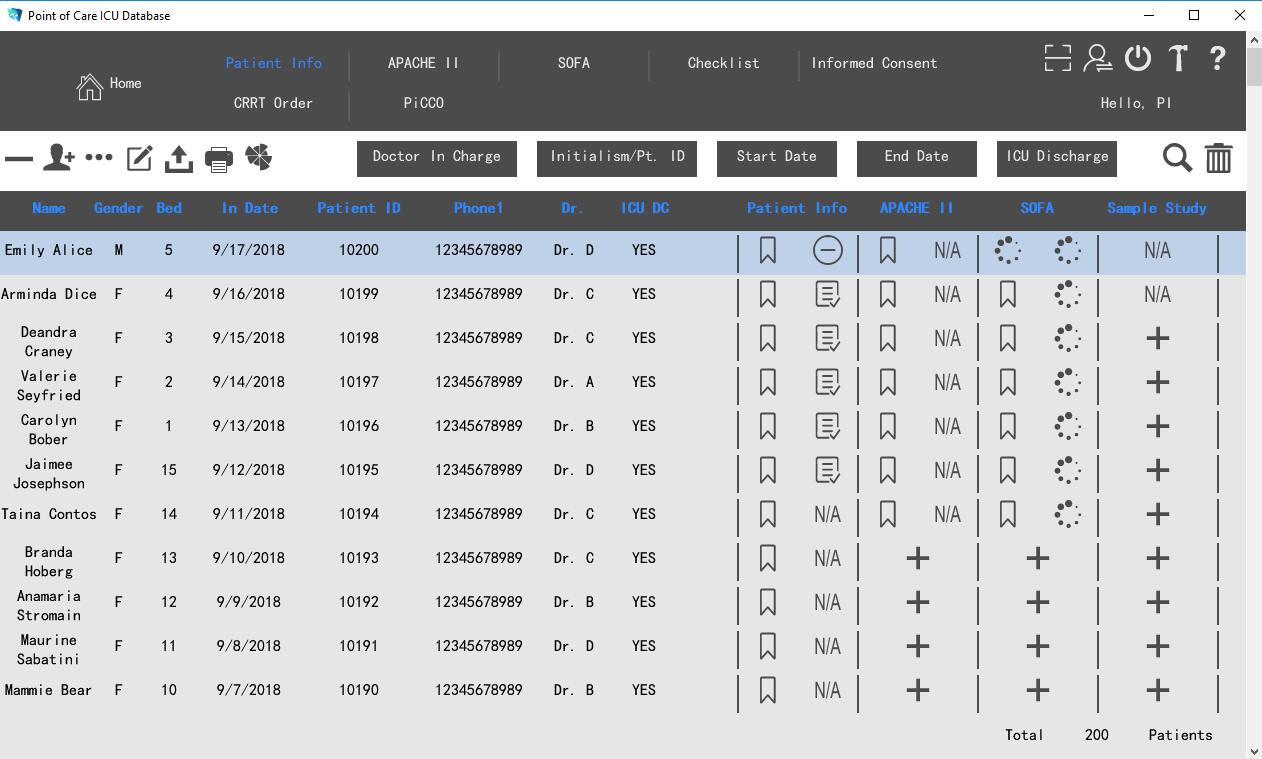 Point of Care ICU Database
Home
Patient Info APACHE II SOFA Checklist Informed Consent
CRRT Order PiCCO
Hello, PI
Doctor In Charge Initialism/Pt. ID Start Date End Date ICU Discharge
Name Gender Bed In Date Patient ID Phone1 Dr. ICU DC Patient Info APACHE II SOFA Sample Study
Emily Alice M 5 9/17/2018 10200 12345678989 Dr. D YES N/A N/A
Arminda Dice F 4 9/16/2018 10199 12345678989 Dr. C YES N/A N/A
Deandra
Craney F 3 9/15/2018 10198 12345678989 Dr. C YES N/A
Valerie
Seyfried F 2 9/14/2018 10197 12345678989 Dr. A YES N/A
Carolyn
Bober F 1 9/13/2018 10196 12345678989 Dr. B YES N/A
Jaimee
Josephson F 15 9/12/2018 10195 12345678989 Dr. D YES N/A
Taina Contos F 14 9/11/2018 10194 12345678989 Dr. C YES N/A N/A
Branda
Hoberg F 13 9/10/2018 10193 12345678989 Dr. C YES N/A
Anamaria
Stromain F 12 9/9/2018 10192 12345678989 Dr. B YES N/A
Maurine
Sabatini F 11 9/8/2018 10191 12345678989 Dr. D YES N/A
Mammie Bear F 10 9/7/2018 10190 12345678989 Dr. B YES N/A
Total 200 Patients